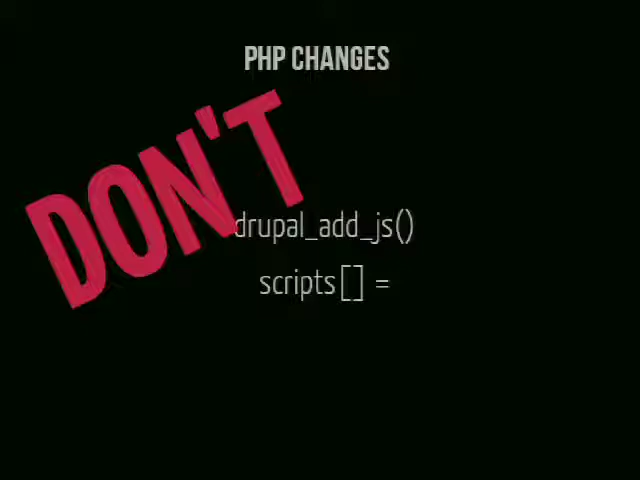 PHP CHANGES
DON'T
drupal_add_js()
scripts[] =